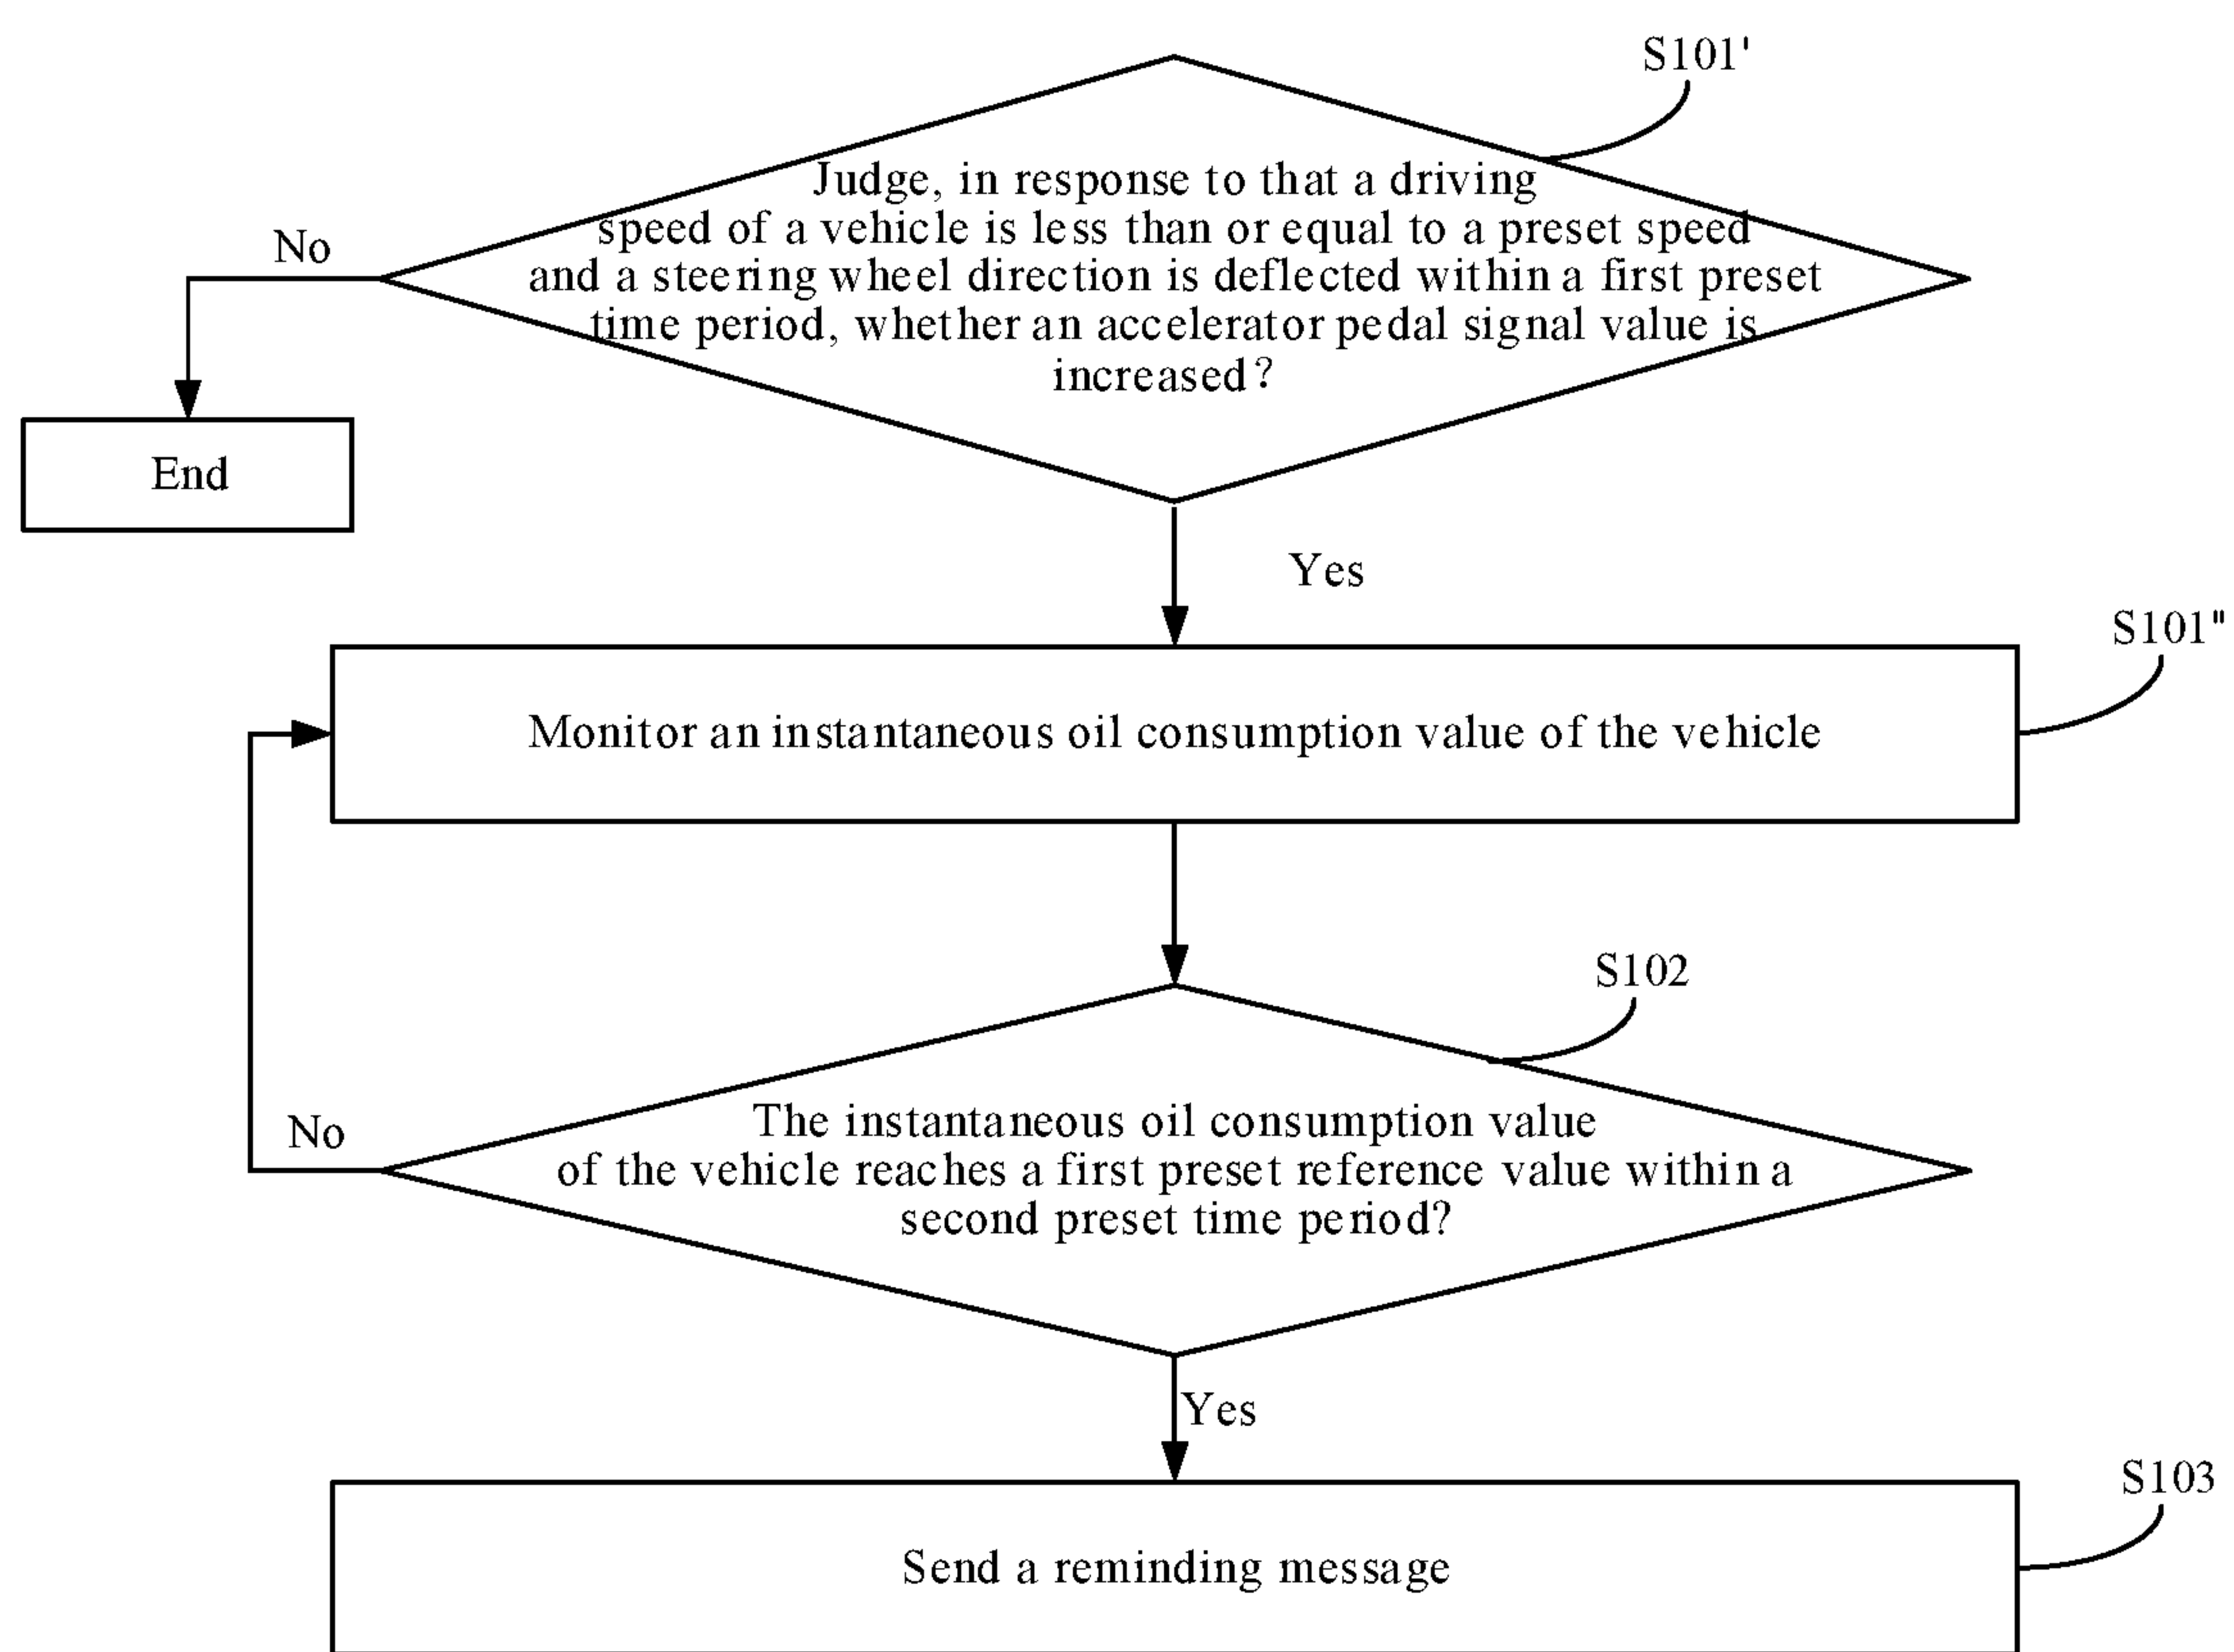 S101'
Judge, in response to that a driving
speed of a vehicle is less than or equal to a preset speed
and a steering wheel direction is deflected within a first preset
time period, whether an accelerator pedal signal value is
increased?
No
End
Yes
S101"
Monitor an instantaneous oil consumption value of the vehicle
S102
The instantaneous oil consumption value
of the vehicle reaches a first preset reference value within a
second preset time period?
No
Yes
S103
Send a reminding message